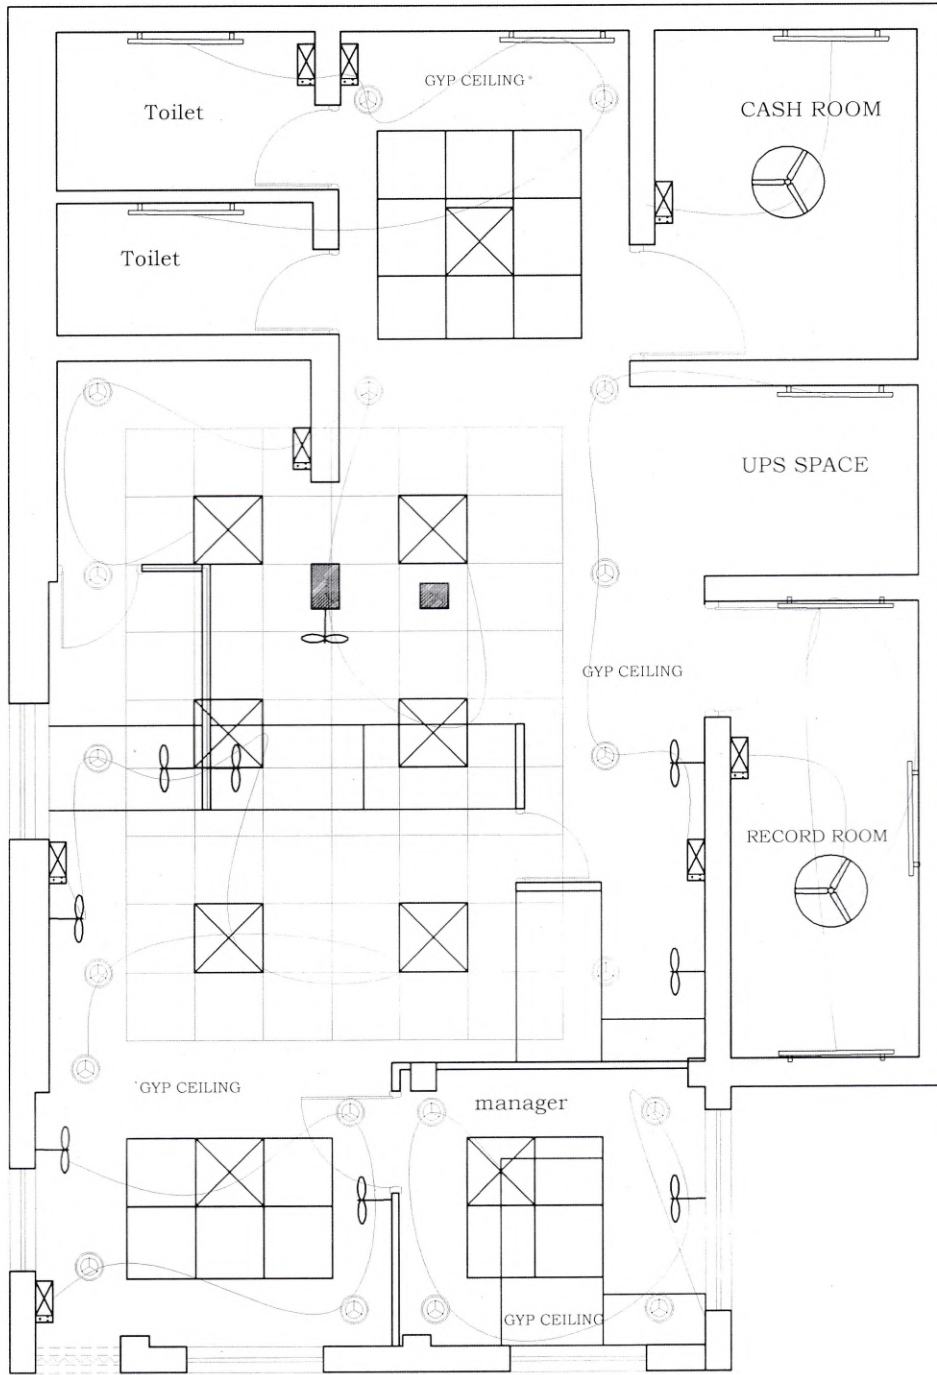 GYP CEILING
Toilet
CASH ROOM
Toilet
UPS SPACE
GYP CEILING
RECORD ROOM
GYP CEILING
manager
GYP CEILING